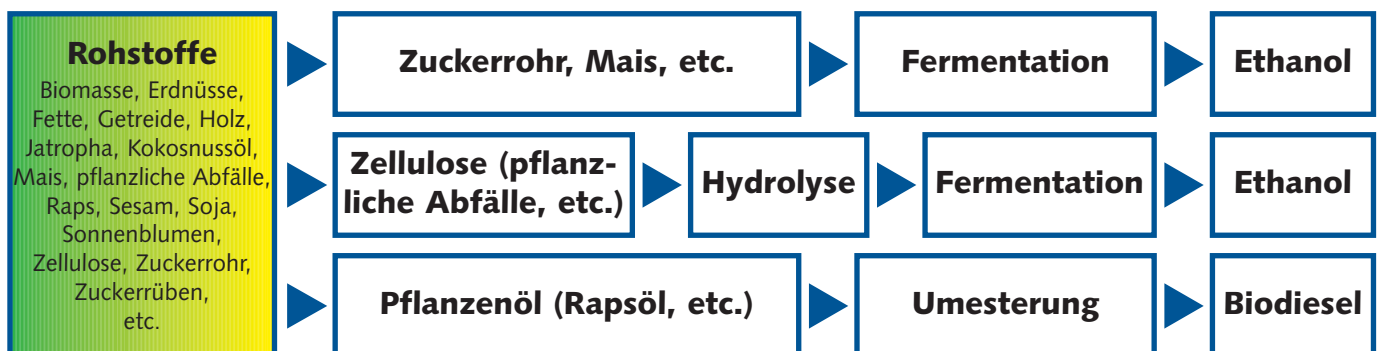 Rohstoffe
Biomasse, Erdnüsse,
Fette, Getreide, Holz,
Jatropha, Kokosnussöl,
Mais, pflanzliche Abfälle,
Raps, Sesam, Soja,
Sonnenblumen,
Zellulose, Zuckerrohr,
Zuckerrüben,
etc.
Zuckerrohr, Mais, etc.
Fermentation
Ethanol
Zellulose (pflanz-
liche Abfälle, etc.)
Hydrolyse
Fermentation
Ethanol
Pflanzenöl (Rapsöl, etc.)
Umesterung
Biodiesel